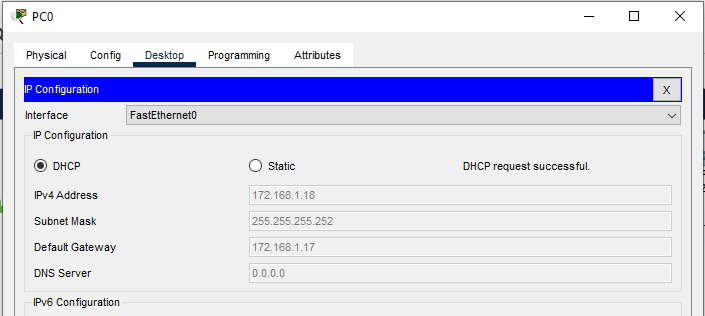 PC0
Physical Config Desktop Programming Attributes
IP Configuration X
Interface FastEthernet0
IP Configuration
DHCP Static DHCP request successful.
IPv4 Address 172.168.1.18
Subnet Mask 255.255.255.252
Default Gateway 172.168.1.17
DNS Server 0.0.0.0
IPv6 Configuration